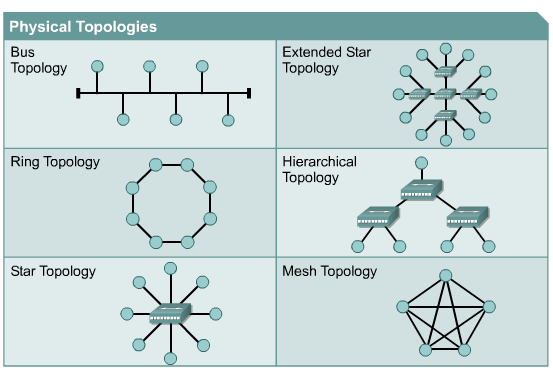 Physical Topologies
Bus
Topology
Extended Star
Topology
Ring Topology
Hierarchical
Topology
Star Topology
Mesh Topology